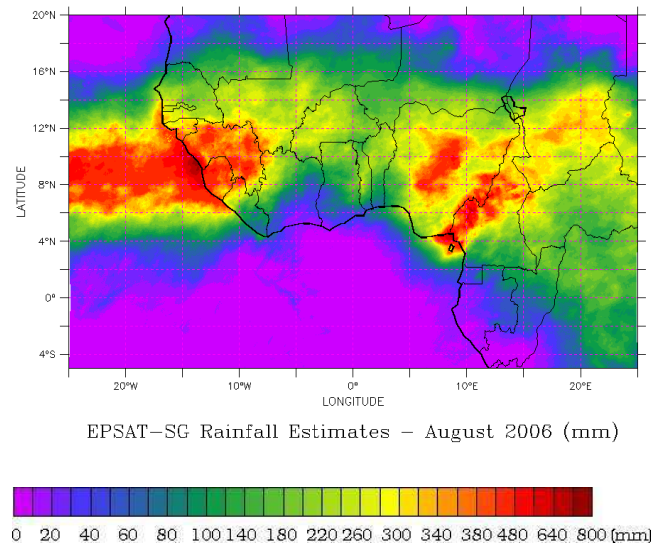 20°N
16°N
12°N
8°N
4°N
0°
4°S
LATITUDE
20°W 10°W 0° 10°E 20°E
LONGITUDE
EPSAT-SG Rainfall Estimates - August 2006 (mm)
0 20 40 60 80 100 140 180 220 260 300 340 380 480 640 800 (mm)